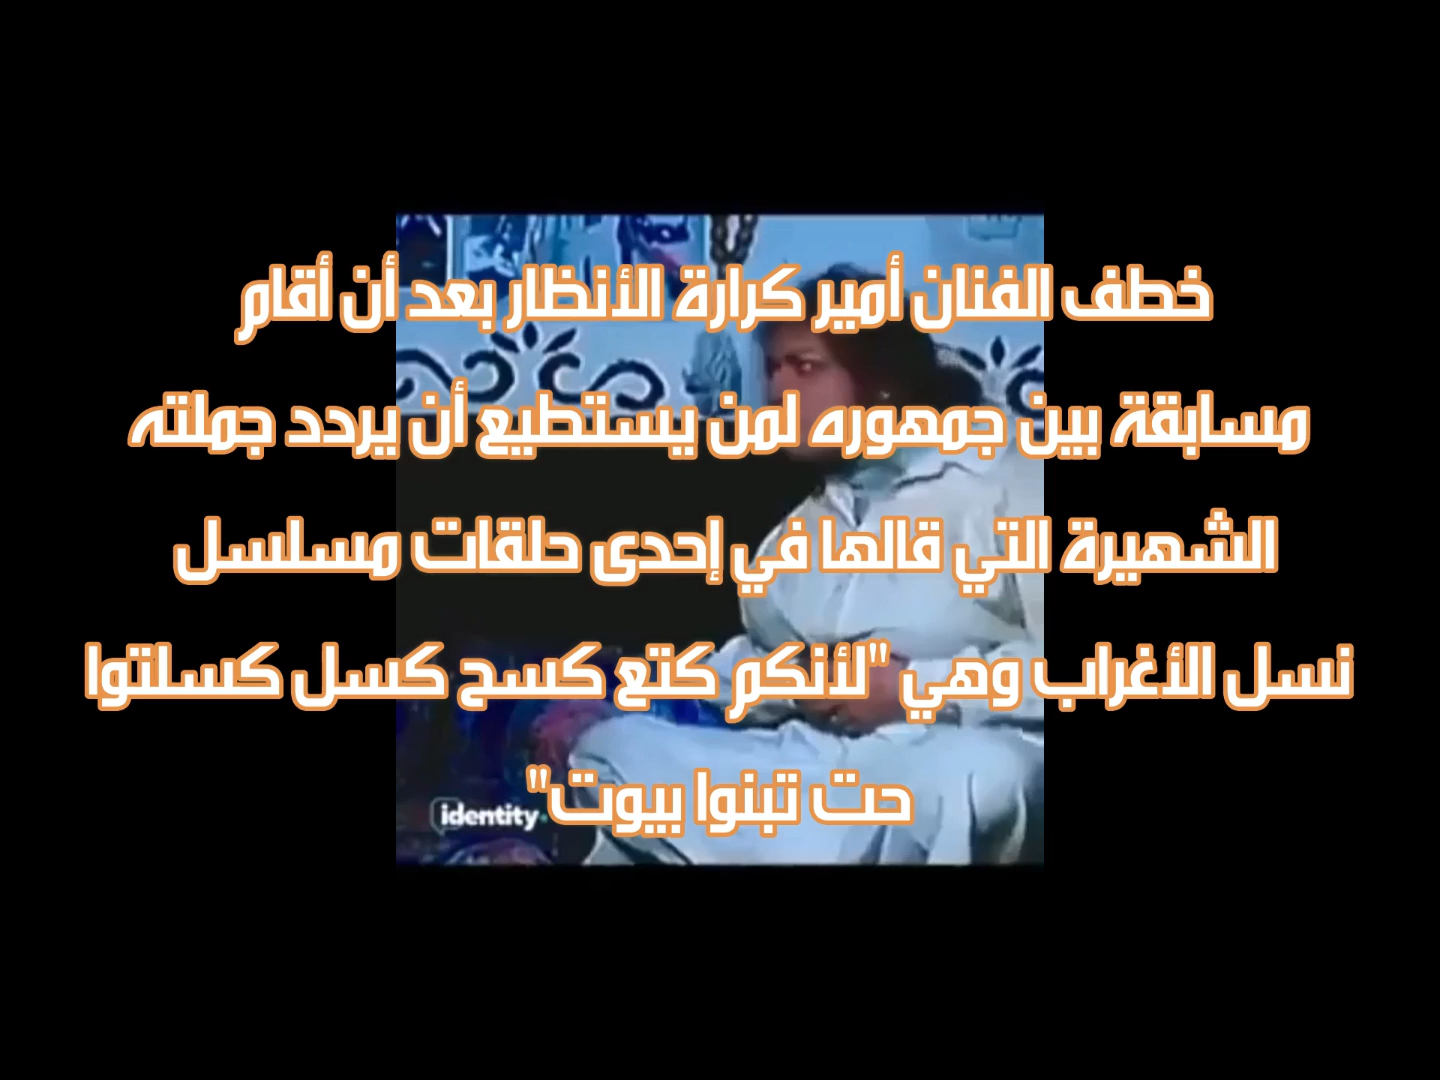 خطف الفنان أمير كرارة الأنظار بعد أن أقام
مسابقة بين جمهوره لمن يستطيع أن يردد جملته
الشهيرة التي قالها في إحدى حلقات مسلسل
نسل الأغراب وهي "لأنكم كتع كسح كسل كسلتوا
حت تبنوا بيوت"
identity